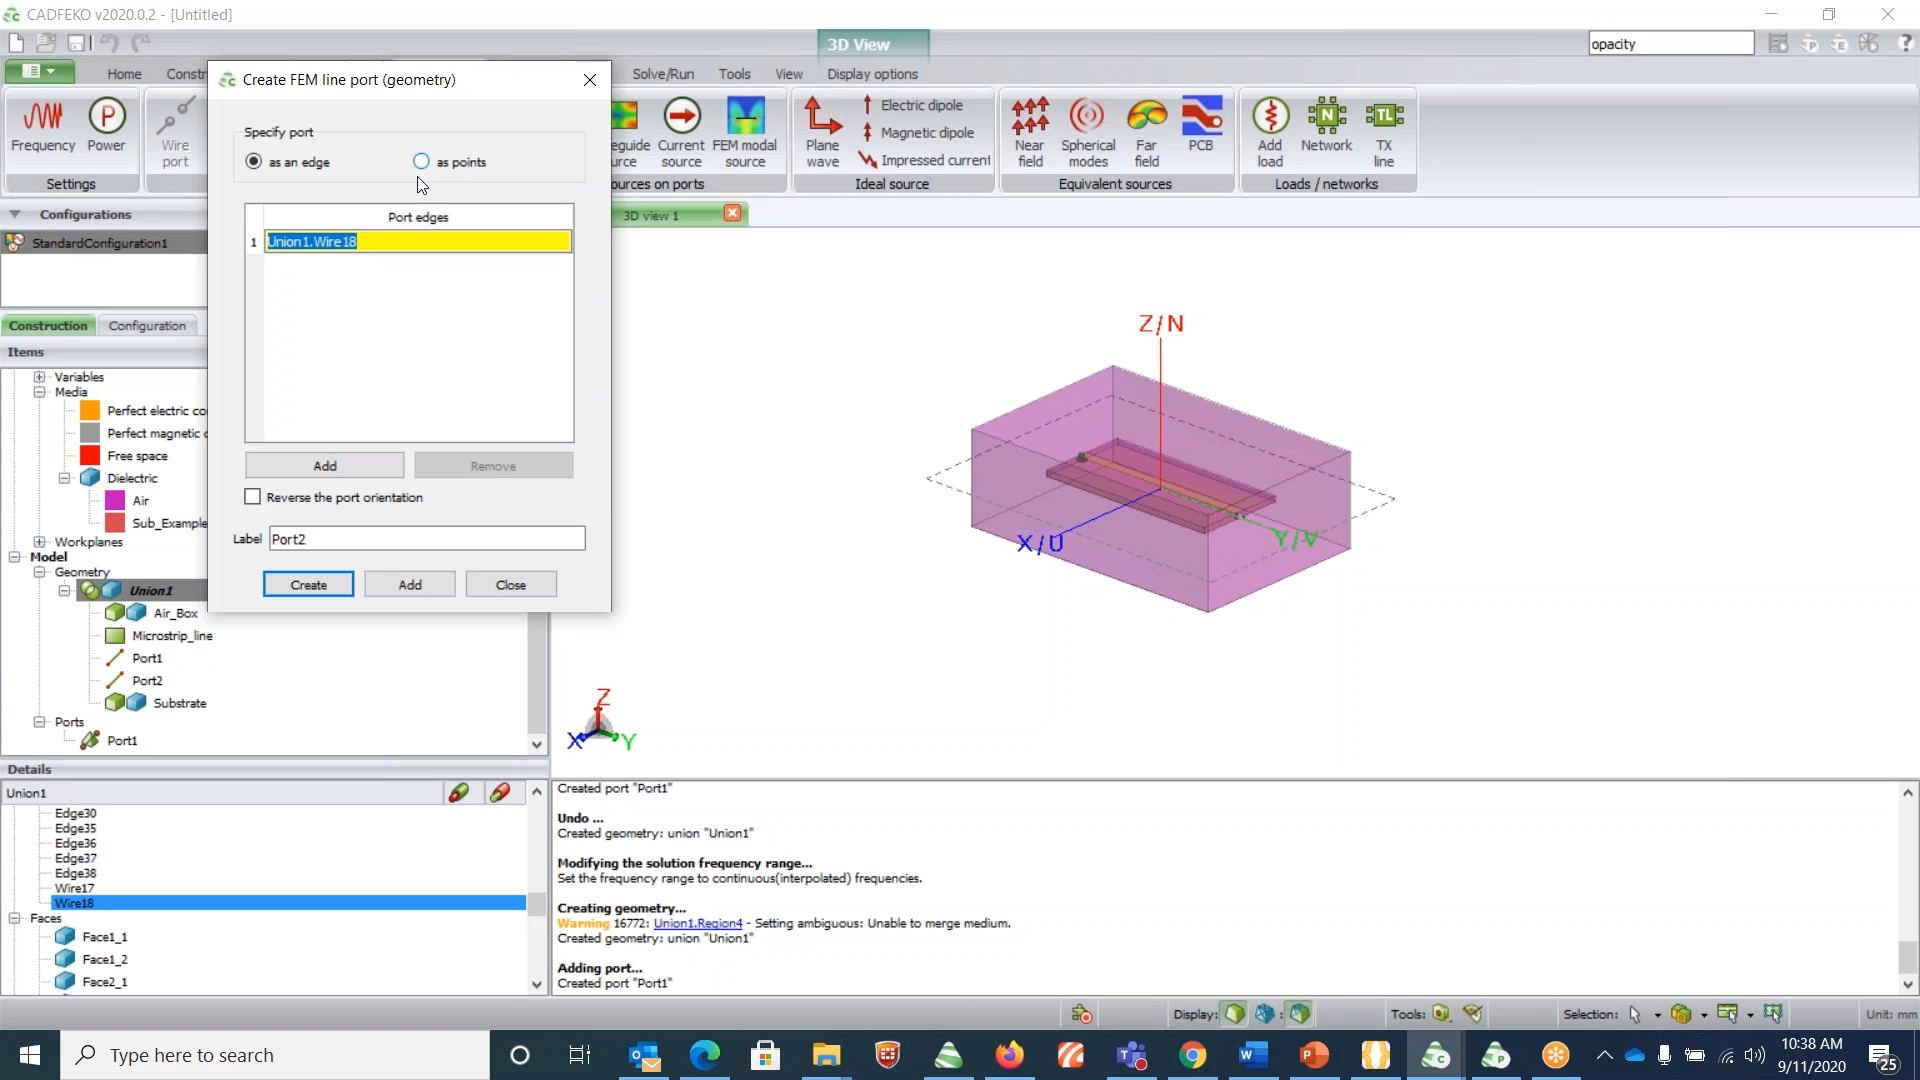 CADFEKO v2020.0.2 - [Untitled]
3D View
opacity
Home
Constr
Solve/Run
Tools
View
Display options
Frequency
Power
Settings
Wire
port
Create FEM line port (geometry)
Specify port
as an edge
as points
Port edges
1
Union1.Wire18
Add
Remove
Reverse the port orientation
Label
Port2
Create
Add
Close
eguide
urce
Current
source
FEM modal
source
ources on ports
Plane
wave
Electric dipole
Magnetic dipole
Impressed current
Ideal source
Near
field
Spherical
modes
Far
field
PCB
Equivalent sources
Add
load
Network
TX
line
Loads / networks
Configurations
StandardConfiguration1
Construction
Configuration
Items
Variables
Media
Perfect electric co
Perfect magnetic c
Free space
Dielectric
Air
Sub_Example
Workplanes
Model
Geometry
Union1
Air_Box
Microstrip_line
Port1
Port2
Substrate
Ports
Port1
Details
Union1
Edge30
Edge35
Edge36
Edge37
Edge38
Wire17
Wire18
Faces
Face1_1
Face1_2
Face2_1
3D view 1
Z/N
X/U
Y/V
Z
X
Y
Created port "Port1"
Undo ...
Created geometry: union "Union1"
Modifying the solution frequency range...
Set the frequency range to continuous(interpolated) frequencies.
Creating geometry...
Warning 16772: Union1.Region4 - Setting ambiguous: Unable to merge medium.
Created geometry: union "Union1"
Adding port...
Created port "Port1"
Display:
Tools:
Selection:
Unit: mm
Type here to search
10:38 AM
9/11/2020
25